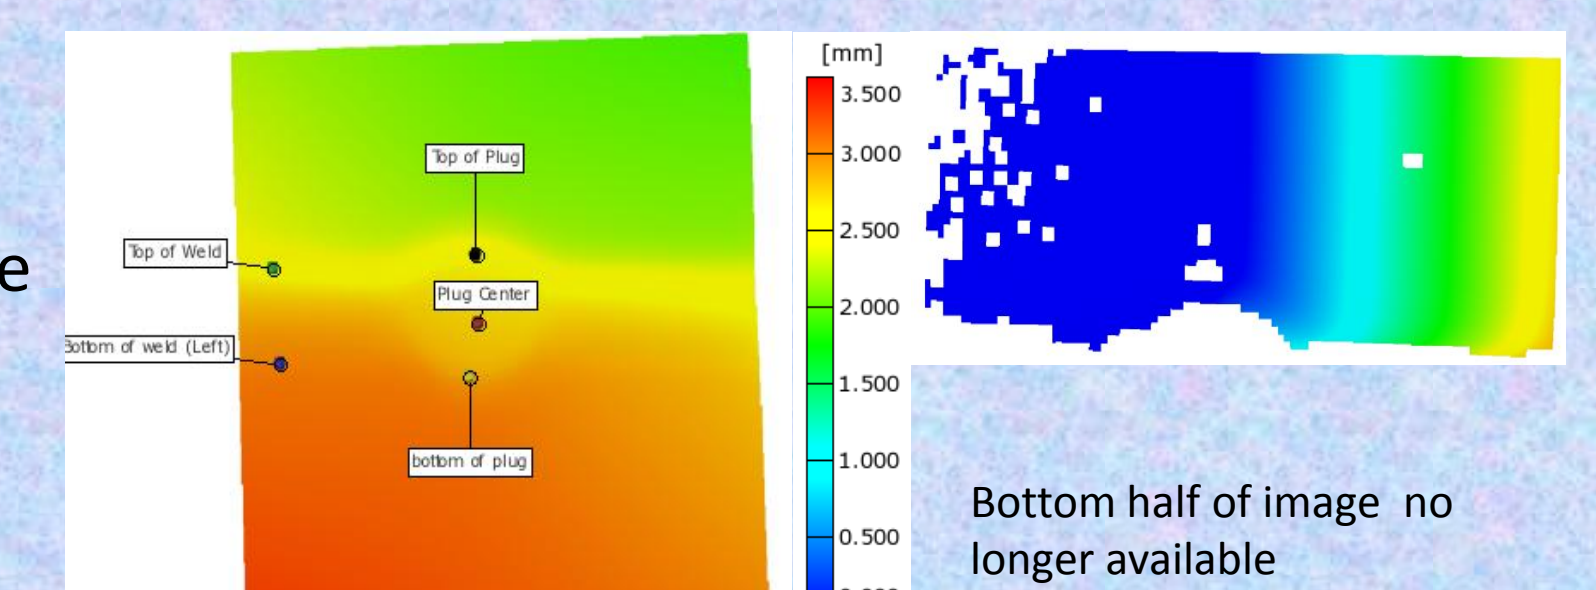 e
Top of Plug
Top of Weld
Plug Center
Bottom of weld (Left)
bottom of plug
[mm]
3.500
3.000
2.500
2.000
1.500
1.000
0.500
Bottom half of image no
longer available